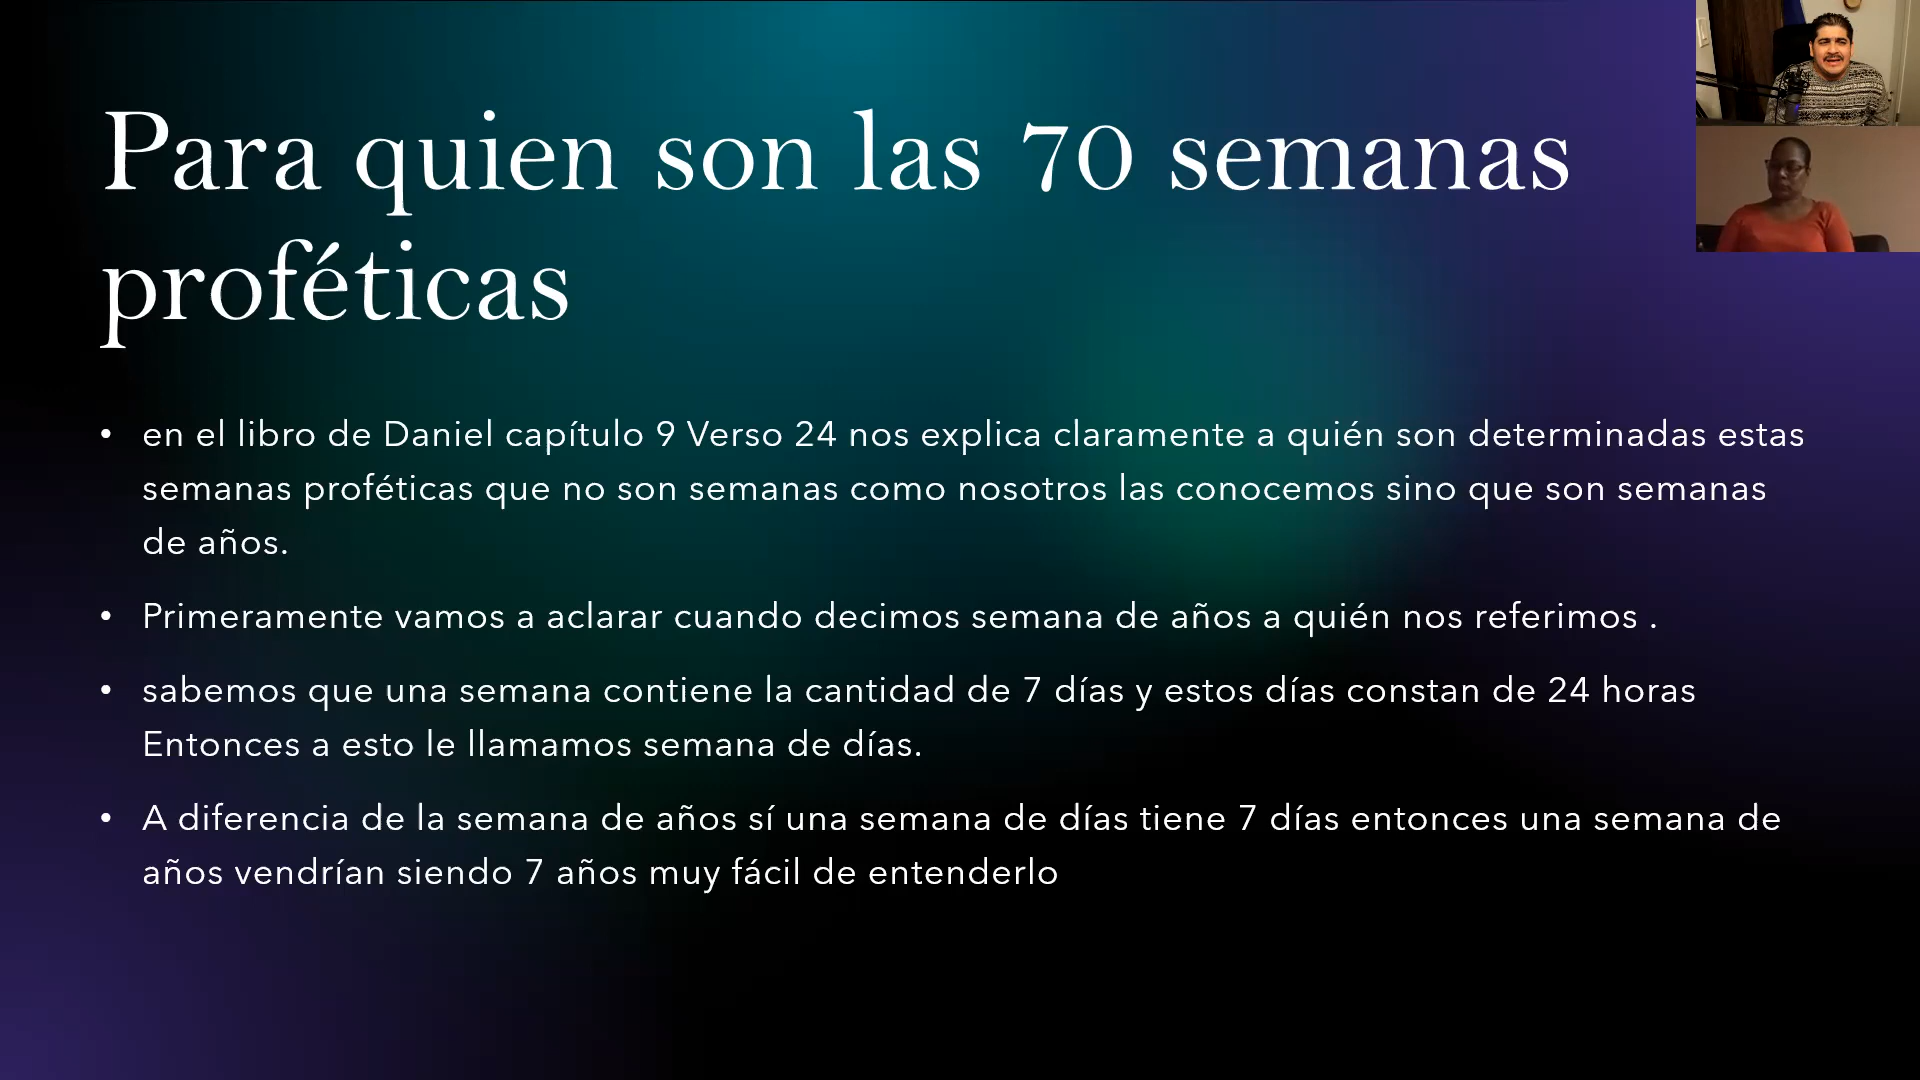 Para quien son las 70 semanas
proféticas
• en el libro de Daniel capítulo 9 Verso 24 nos explica claramente a quién son determinadas estas
semanas proféticas que no son semanas como nosotros las conocemos sino que son semanas
de años.
• Primeramente vamos a aclarar cuando decimos semana de años a quién nos referimos .
• sabemos que una semana contiene la cantidad de 7 días y estos días constan de 24 horas
Entonces a esto le llamamos semana de días.
• A diferencia de la semana de años sí una semana de días tiene 7 días entonces una semana de
años vendrían siendo 7 años muy fácil de entenderlo